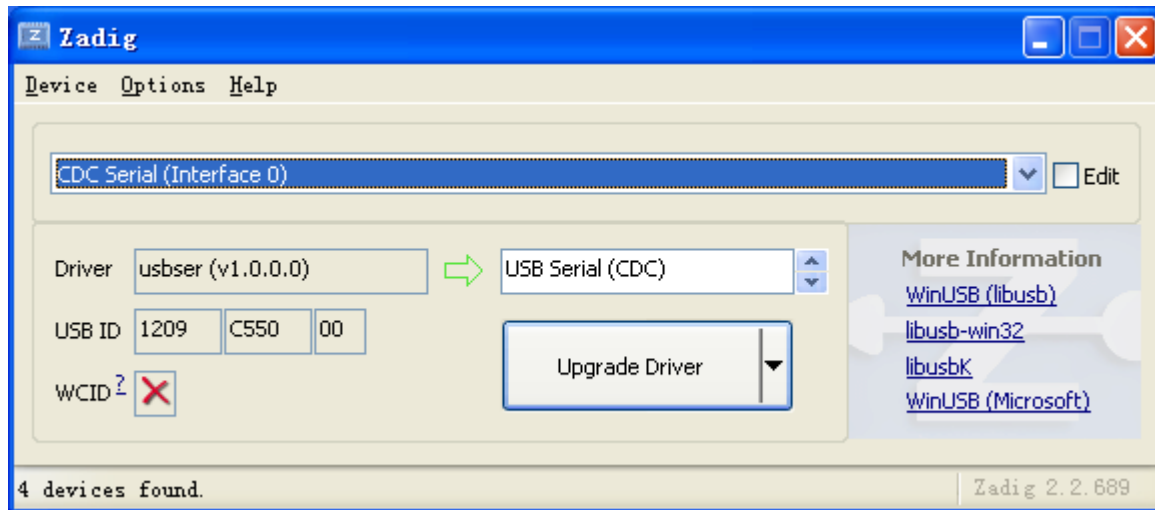 Zadig
Device Options Help
CDC Serial (Interface 0)
Edit
Driver usbser (v1.0.0.0) USB Serial (CDC)
USB ID 1209 C550 00
WCID ?
Upgrade Driver
More Information
WinUSB (libusb)
libusb-win32
libusbK
WinUSB (Microsoft)
4 devices found.
Zadig 2.2.689